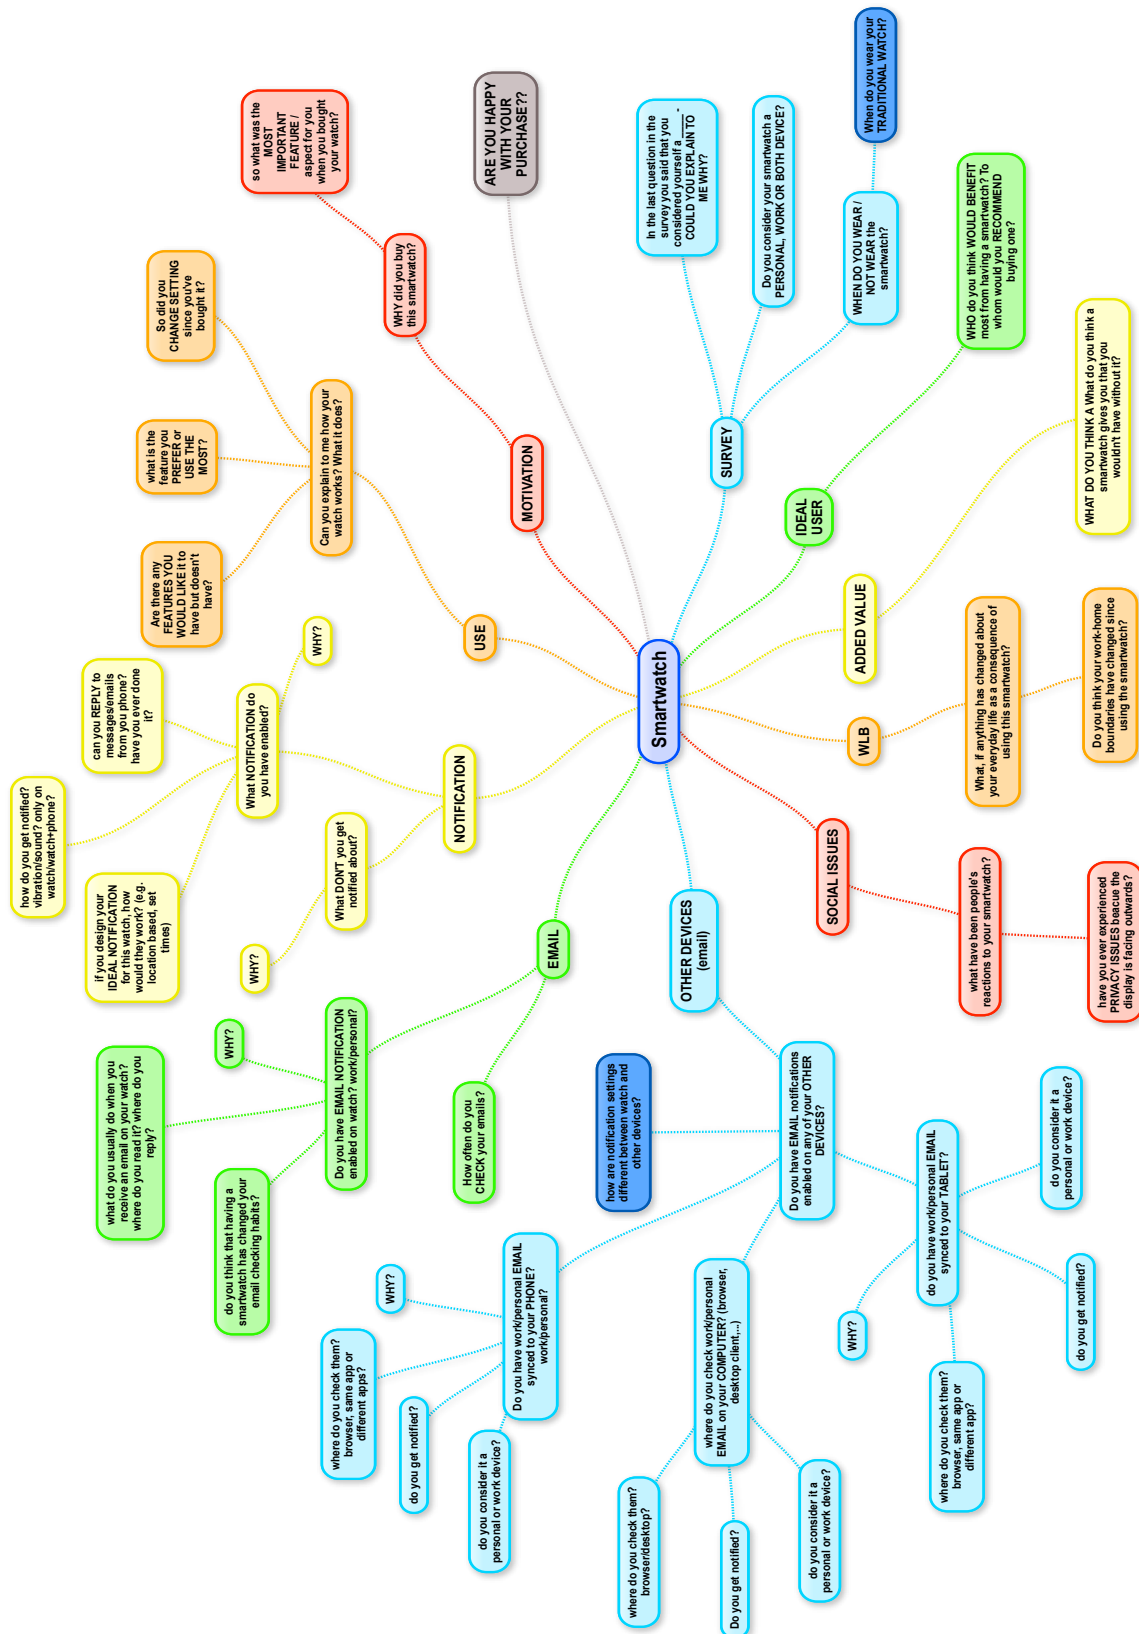 Smartwatch
ARE YOU HAPPY
WITH YOUR
PURCHASE??
MOTIVATION
WHY did you buy
this smartwatch?
so what was the
MOST
IMPORTANT
FEATURE /
aspect for you
when you bought
your watch?
USE
Can you explain to me how your
watch works? What it does?
So did you
CHANGE SETTING
since you've
bought it?
what is the
feature you
PREFER or
USE THE
MOST?
Are there any
FEATURES YOU
WOULD LIKE it to
have but doesn't
have?
NOTIFICATION
What NOTIFICATION do
you have enabled?
WHY?
can you REPLY to
messages/emails
from you phone?
have you ever done
it?
how do you get notified?
vibration/sound? only on
watch/watch+phone?
if you design your
IDEAL NOTIFICATION
for this watch, how
would they work? (e.g.
location based, set
times)
What DON'T you get
notified about?
WHY?
EMAIL
Do you have EMAIL NOTIFICATION
enabled on watch? work/personal?
WHY?
what do you usually do when you
receive an email on your watch?
where do you read it? where do you
reply?
do you think that having a
smartwatch has changed your
email checking habits?
How often do you
CHECK your emails?
OTHER DEVICES
(email)
Do you have EMAIL notifications
enabled on any of your OTHER
DEVICES?
how are notification settings
different between watch and
other devices?
Do you have work/personal EMAIL
synced to your PHONE?
work/personal?
WHY?
where do you check them?
browser, same app or
different apps?
do you get notified?
do you consider it a
personal or work device?
where do you check work/personal
EMAIL on your COMPUTER? (browser,
desktop client,...)
where do you check them?
browser/desktop?
Do you get notified?
do you consider it a
personal or work device?
do you have work/personal EMAIL
synced to your TABLET?
WHY?
where do you check them?
browser, same app or
different app?
do you get notified?
do you consider it a
personal or work device?
SOCIAL ISSUES
what have been people's
reactions to your smartwatch?
have you ever experienced
PRIVACY ISSUES beacue the
display is facing outwards?
WLB
What, if anything has changed about
your everyday life as a consequence of
using this smartwatch?
Do you think your work-home
boundaries have changed since
using the smartwatch?
ADDED VALUE
WHAT DO YOU THINK A What do you think a
smartwatch gives you that you
wouldn't have without it?
IDEAL
USER
WHO do you think WOULD BENEFIT
most from having a smartwatch? To
whom would you RECOMMEND
buying one?
SURVEY
In the last question in the
survey you said that you
considered yourself a _____-
COULD YOU EXPLAIN TO
ME WHY?
Do you consider your smartwatch a
PERSONAL, WORK OR BOTH DEVICE?
WHEN DO YOU WEAR /
NOT WEAR the
smartwatch?
When do you wear your
TRADITIONAL WATCH?